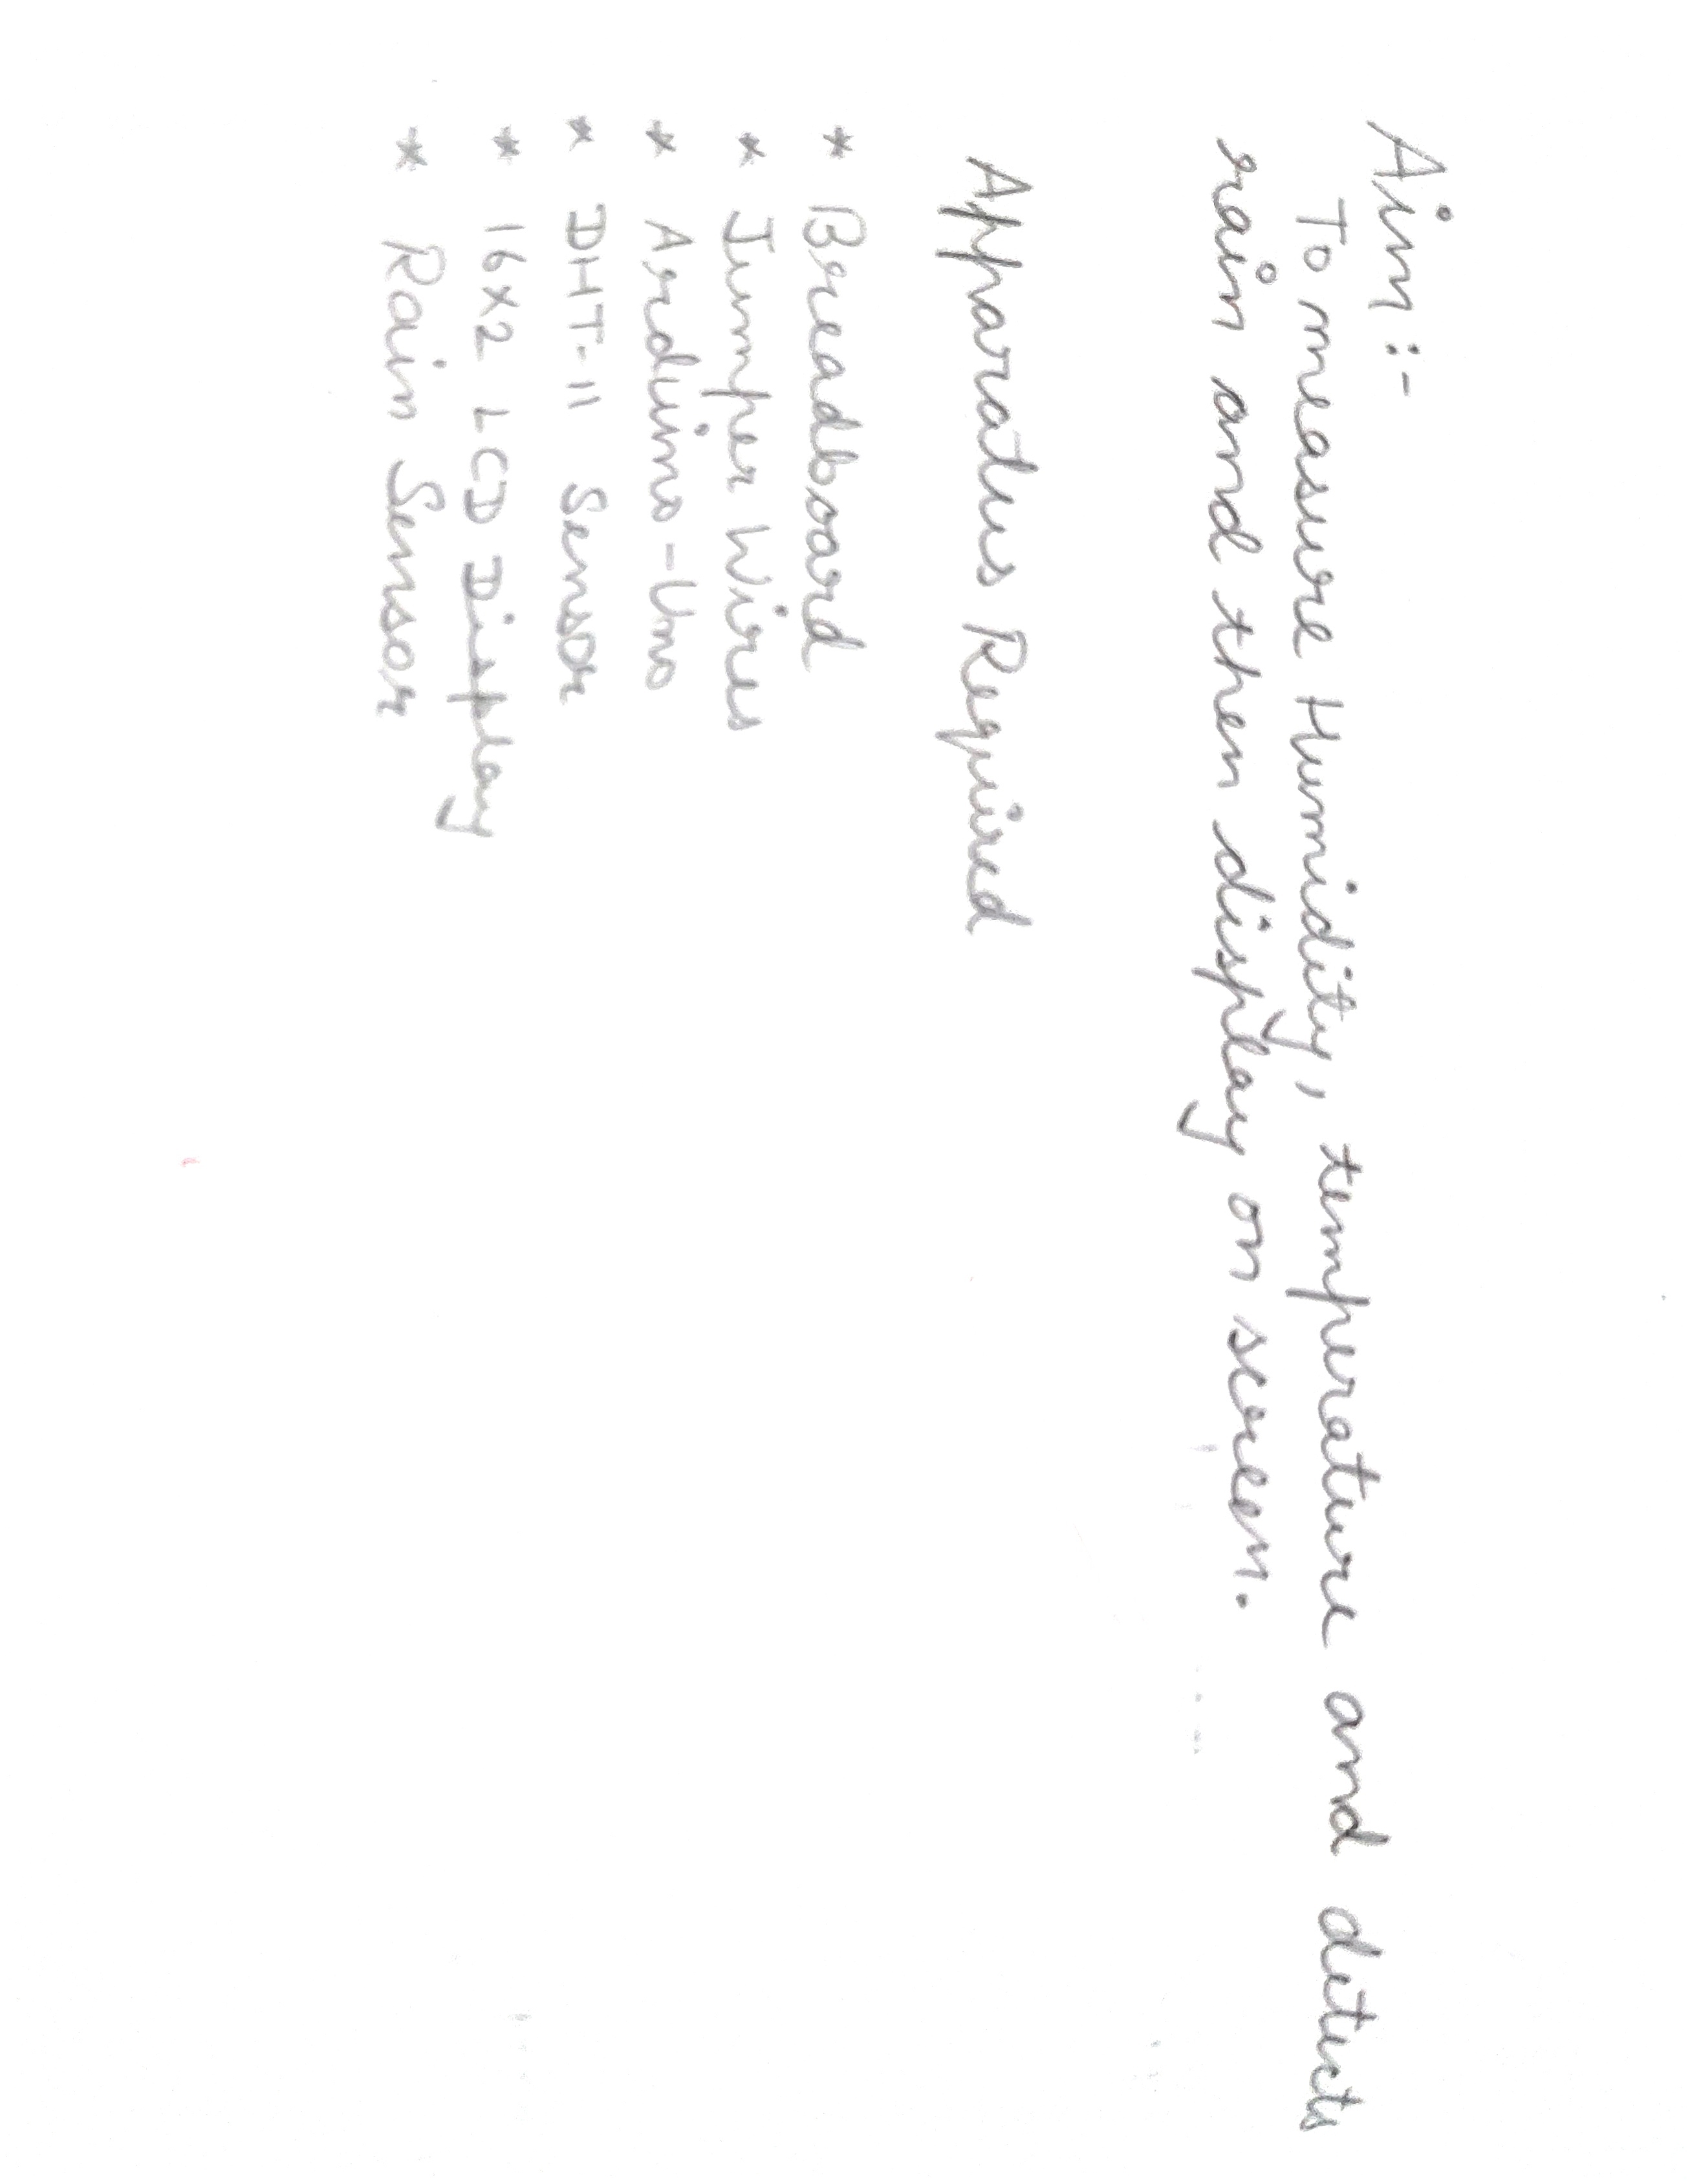 Aim :-
To measure Humidity, temperature and detects
rain and then display on screen.
Apparatus Required
* Breadboard
* Jumper Wires
* Arduino-Uno
* DHT-11 Sensor
* 16X2 LCD Display
* Rain Sensor